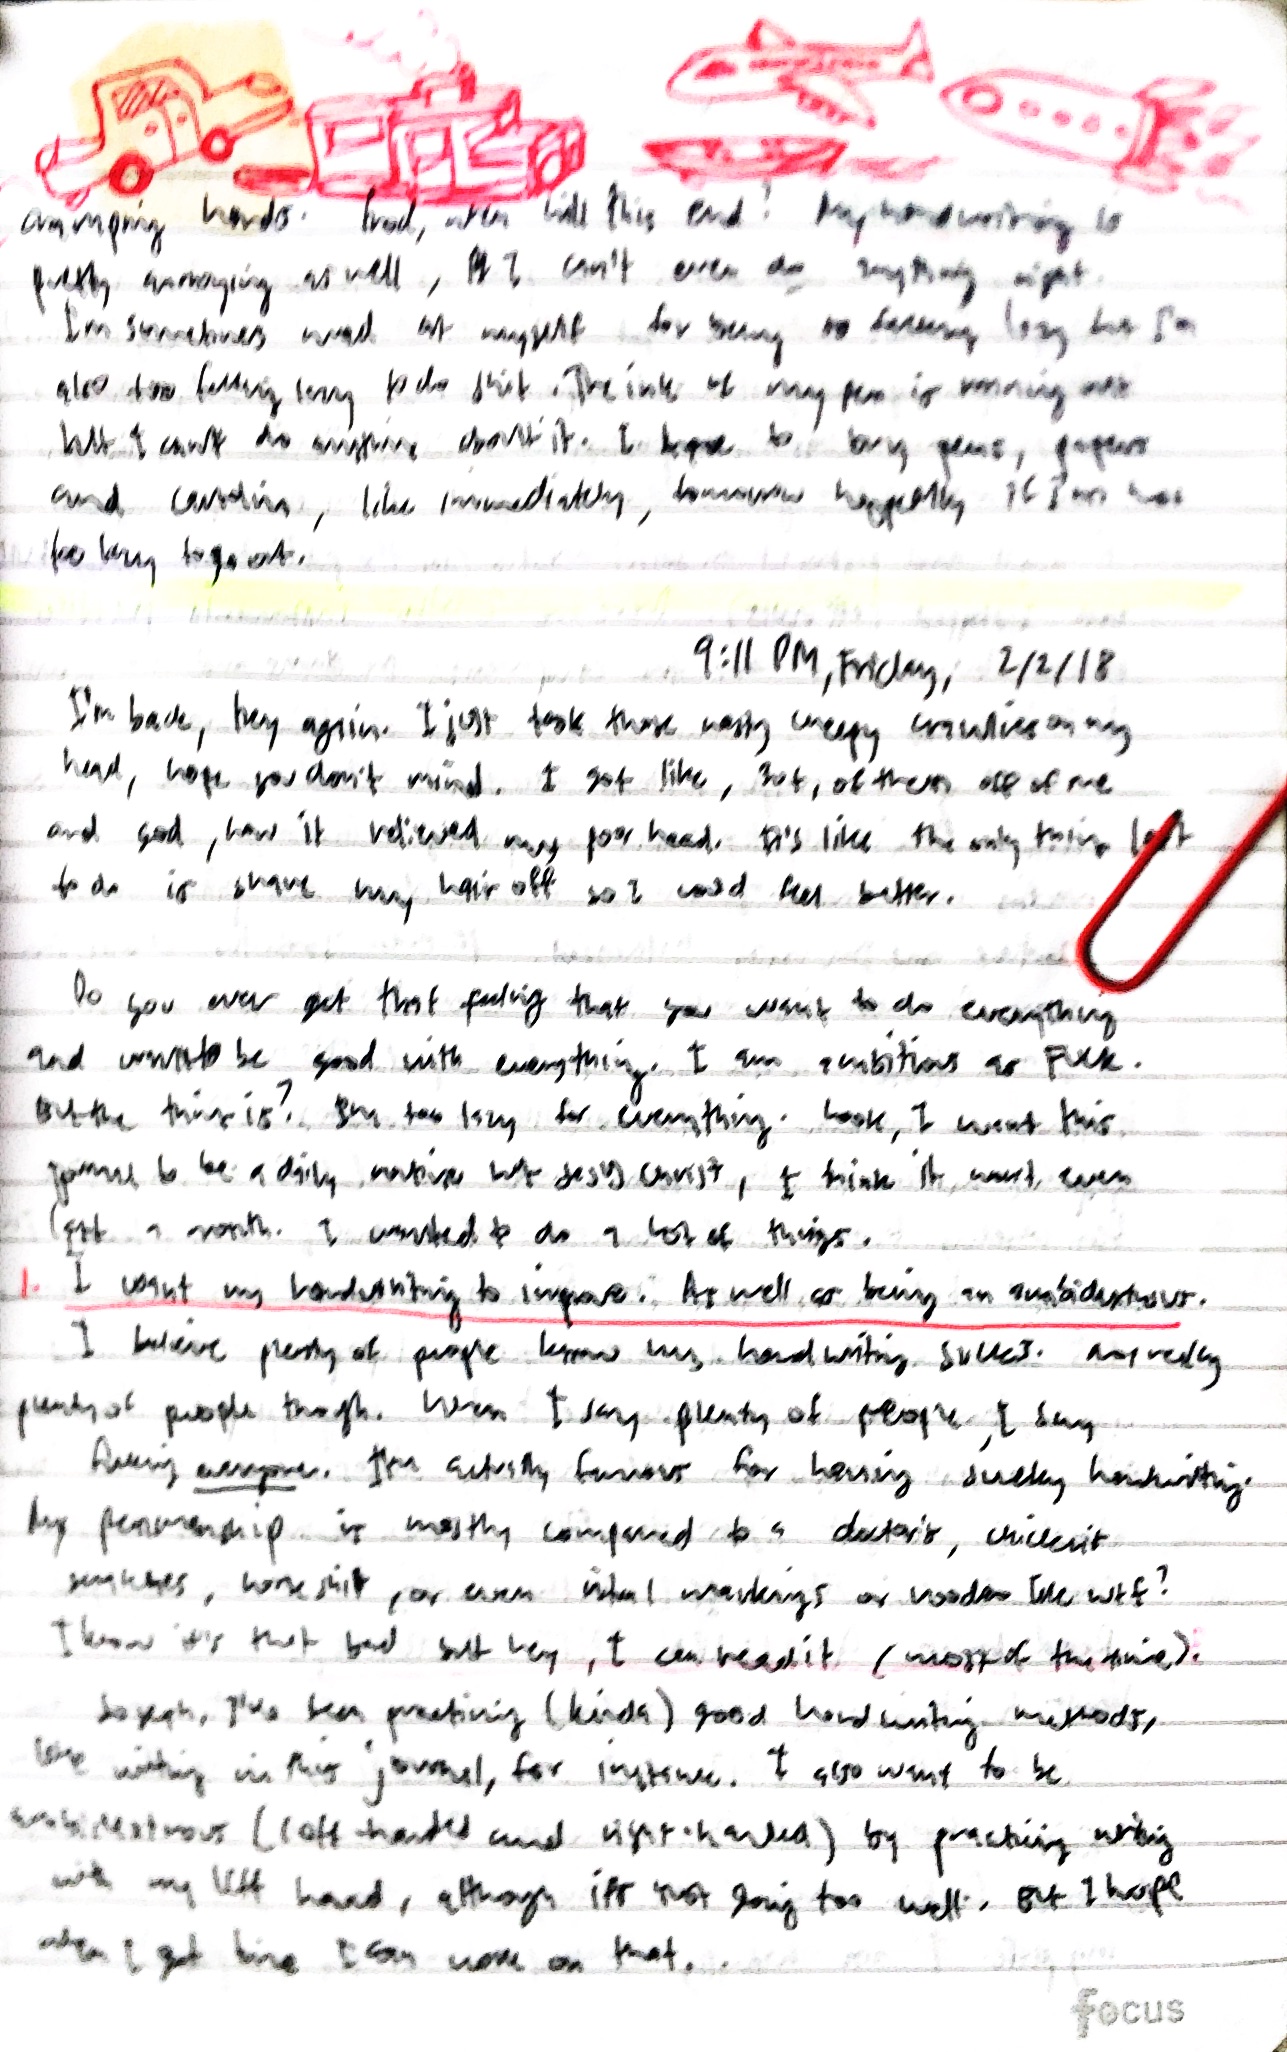 cramping hands. God, when will this end? My handwriting is
pretty annoying as well, I can't even do anything right.
I'm sometimes mad at myself for being so fucking lazy but I'm
also too fucking lazy to do shit. The ink of my pen is running out
but I can't do anything about it. I hope to buy pens, papers
and , like immediately, tomorrow hopefully if I'm not
too lazy to go out.
9:11 PM, Friday, 2/2/18
I'm back, hey again. I just took those nasty creepy crawlies on my
head, hope you don't mind. I got like, of them off of me
and god, how it relieved my poor head. It's like the only thing left
to do is shave my hair off so I could feel better.
Do you ever get that feeling that you want to do everything
and want to be good with everything. I am ambitious as FUCK.
But the thing is? I'm too lazy for everything. Look, I want this
journal to be a daily routine but Jesus Christ, I think it won't even
last a month. I wanted to do a lot of things.
1. I want my handwriting to improve. As well as being an ambidextrous.
I believe plenty of people know my handwriting sucks. Not really
plenty of people though. When I say plenty of people, I say
fucking everyone. I'm actually famous for having sucky handwriting.
My penmanship is mostly compared to a doctor's, chicken
scratches, horse shit, or even ritual markings or voodoo like wtf?
I know it's that bad but hey, I can read it (most of the time).
So yeah, I've been practicing (kinda) good handwriting methods,
like writing in this journal, for instance. I also want to be
ambidextrous (left-handed and right-handed) by practicing writing
with my left hand, although it's not going too well. But I hope
when I get time I can work on that.
focus